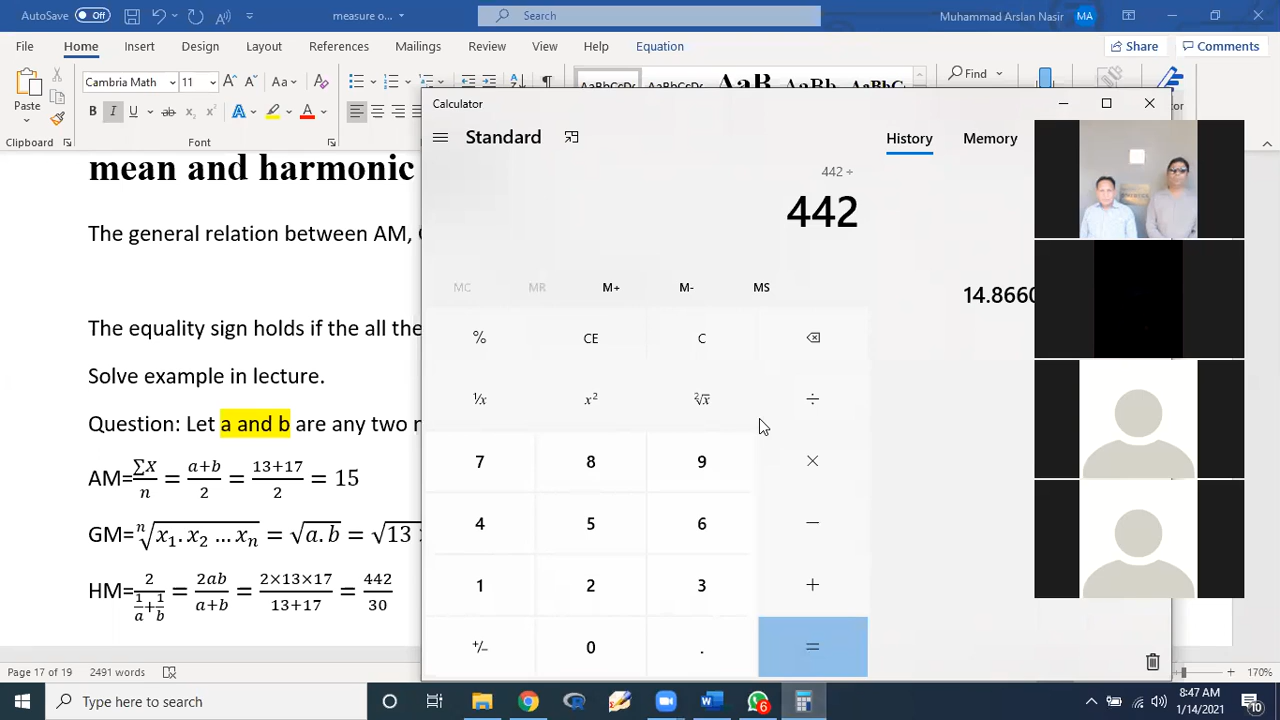 AutoSave Off measure o... Search Muhammad Arslan Nasir MA
File Home Insert Design Layout References Mailings Review View Help Equation Share Comments
Paste Cambria Math 11 Aa Find
B I U
Clipboard Font
AaB AaBb AaBbCc
Calculator
Standard History Memory
442 ÷
442
14.8660
MC MR M+ M- MS
% CE C
¹⁄x x² ²√x ÷
7 8 9 ×
4 5 6 −
1 2 3 +
+/− 0 . =
mean and harmonic
The general relation between AM,
The equality sign holds if the all the
Solve example in lecture.
Question: Let a and b are any two
AM=∑X/n = a+b/2 = 13+17/2 = 15
GM=ⁿ√x₁.x₂ …xₙ = √a.b = √13
HM=2/(1/a+1/b) = 2ab/a+b = 2×13×17/13+17 = 442/30
Page 17 of 19 2491 words 170%
Type here to search 6 8:47 AM
1/14/2021 10